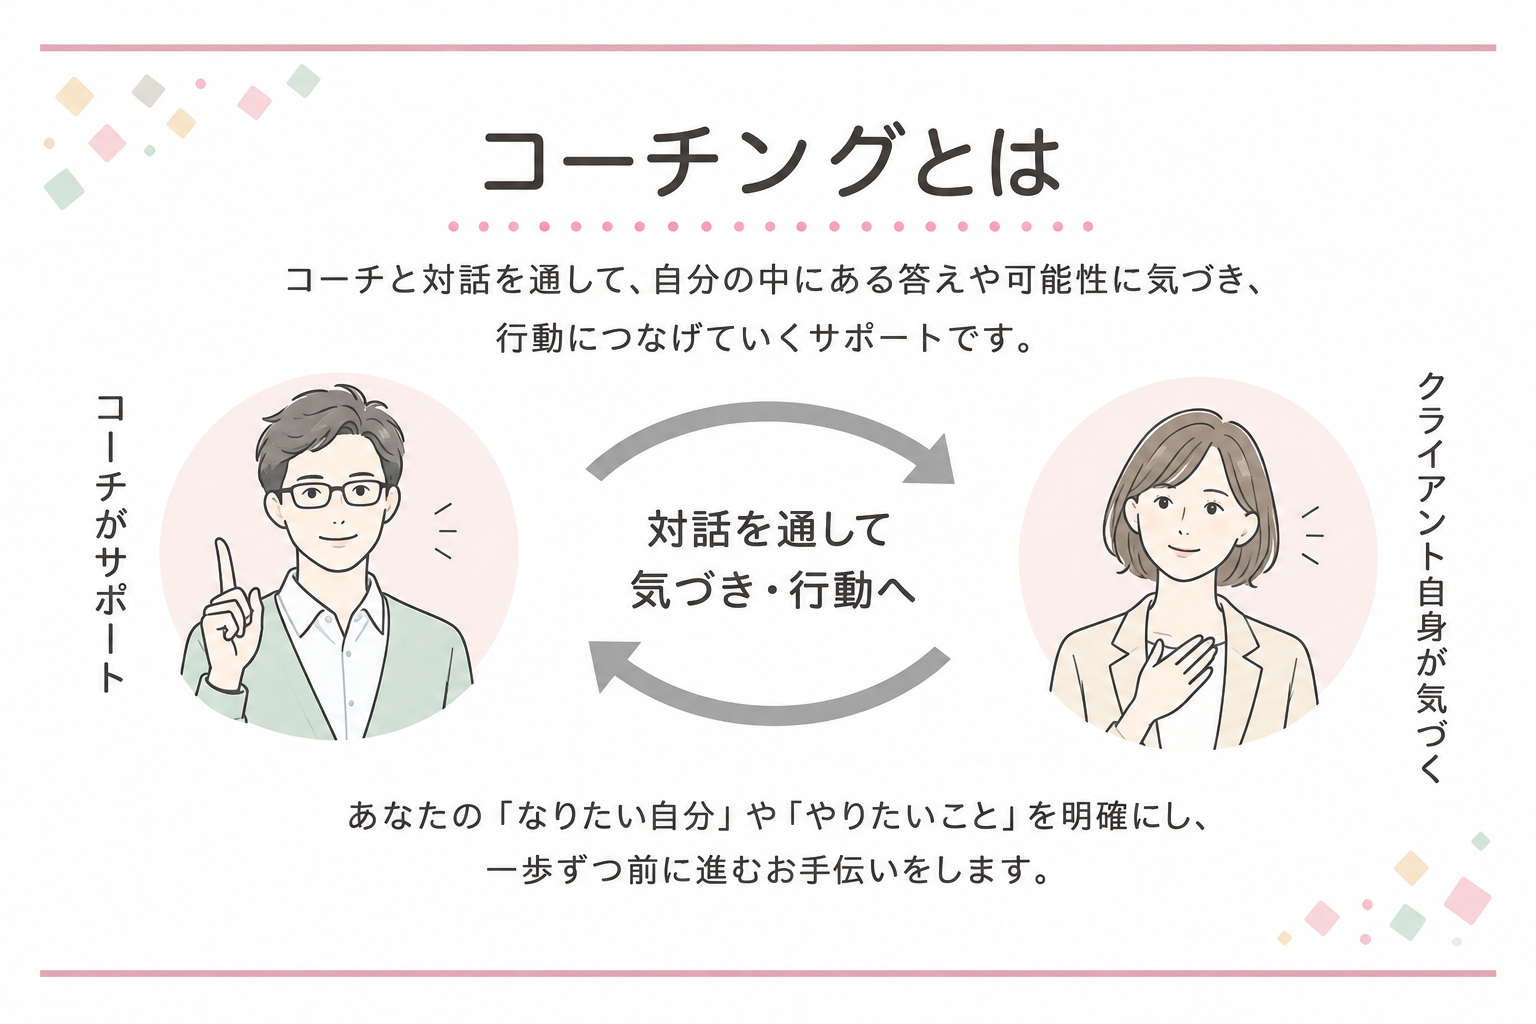 コーチングとは
コーチと対話を通して、自分の中にある答えや可能性に気づき、
行動につなげていくサポートです。
コーチがサポート
対話を通して
気づき・行動へ
クライアント自身が気づく
あなたの「なりたい自分」や「やりたいこと」を明確にし、
一歩ずつ前に進むお手伝いをします。